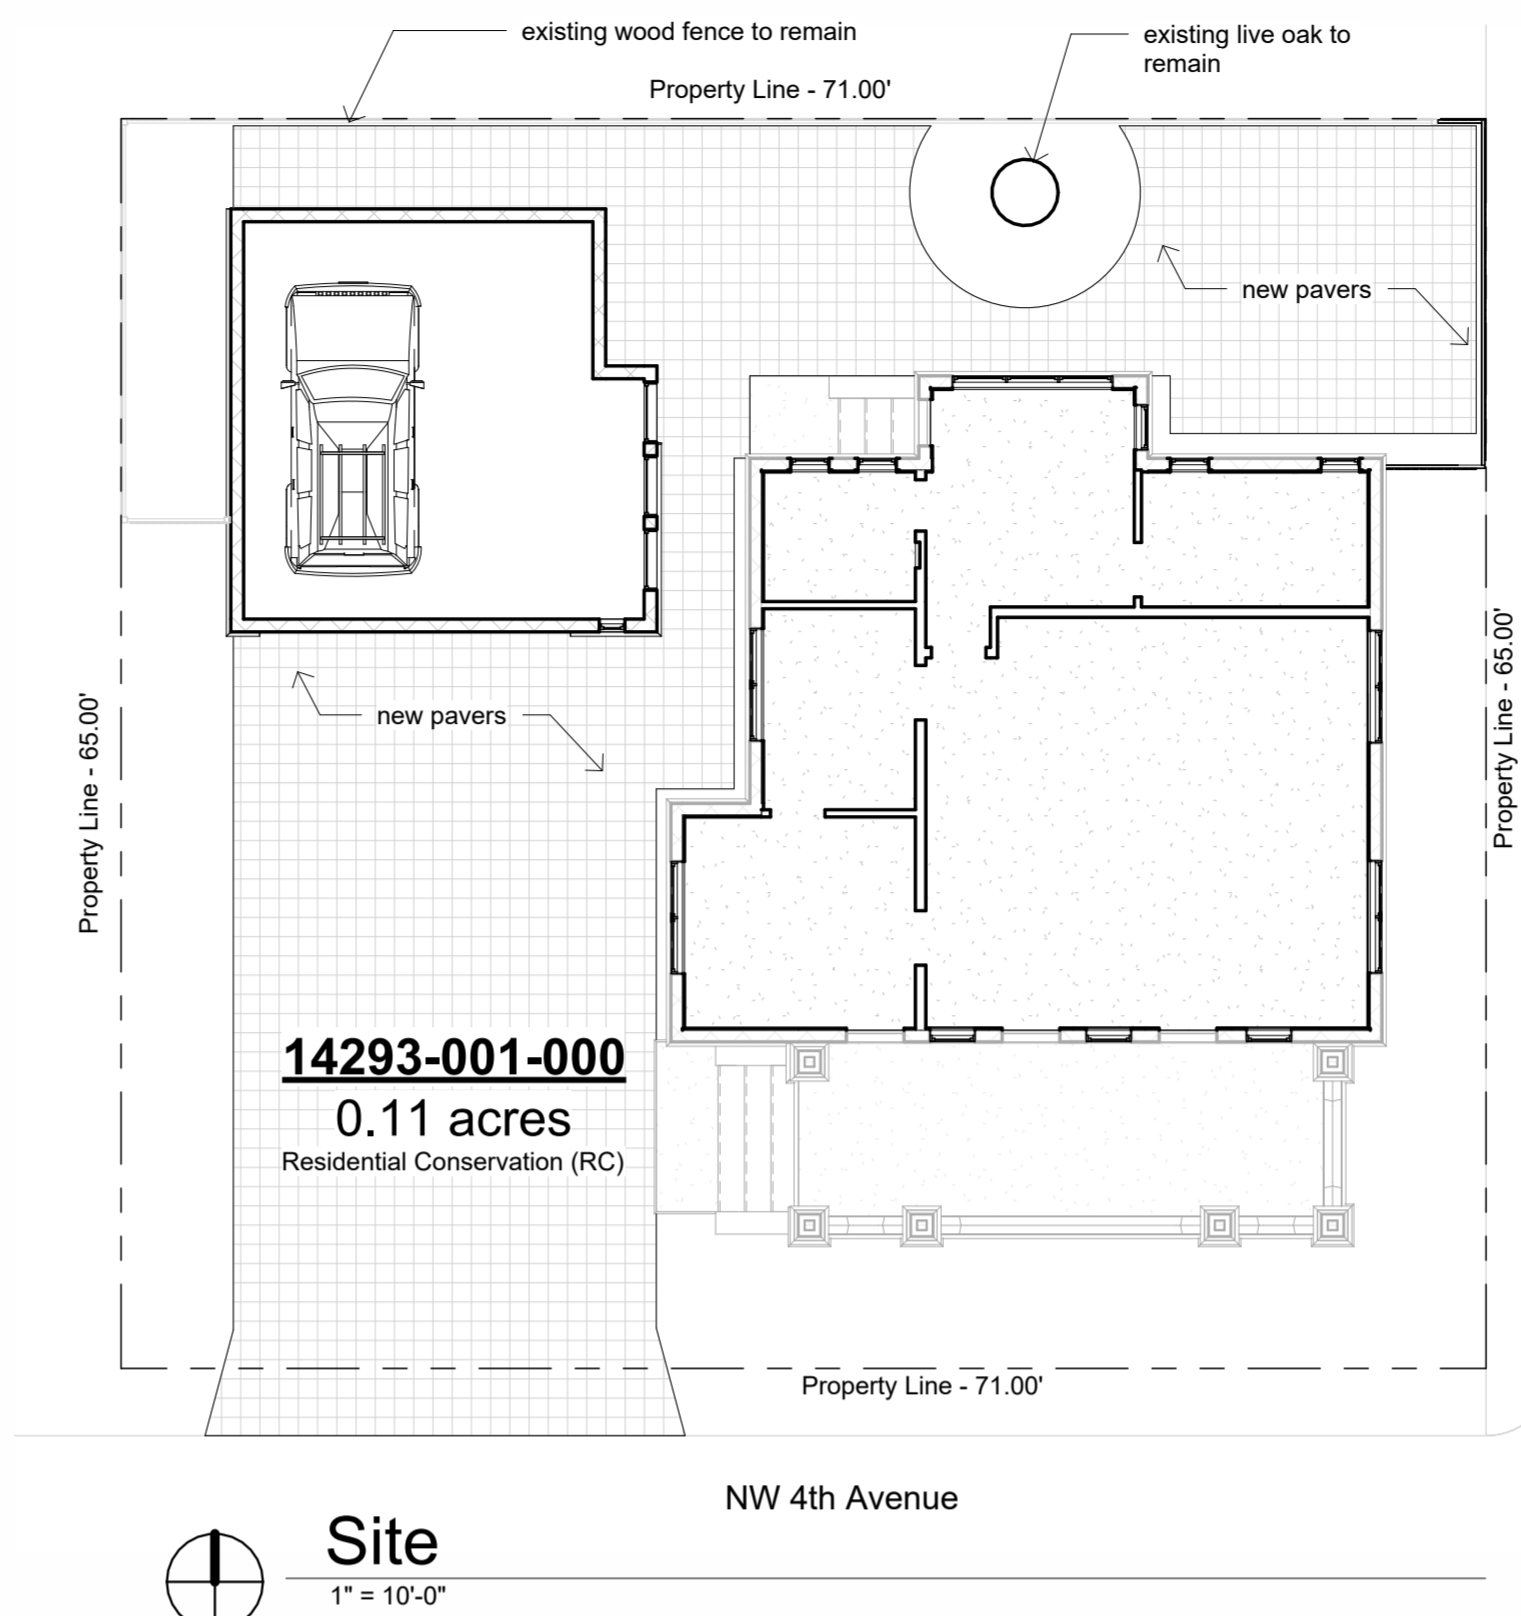 existing wood fence to remain
existing live oak to
remain
Property Line - 71.00'
new pavers
Property Line - 65.00'
Property Line - 65.00'
new pavers
14293-001-000
0.11 acres
Residential Conservation (RC)
Property Line - 71.00'
NW 4th Avenue
Site
1" = 10'-0"